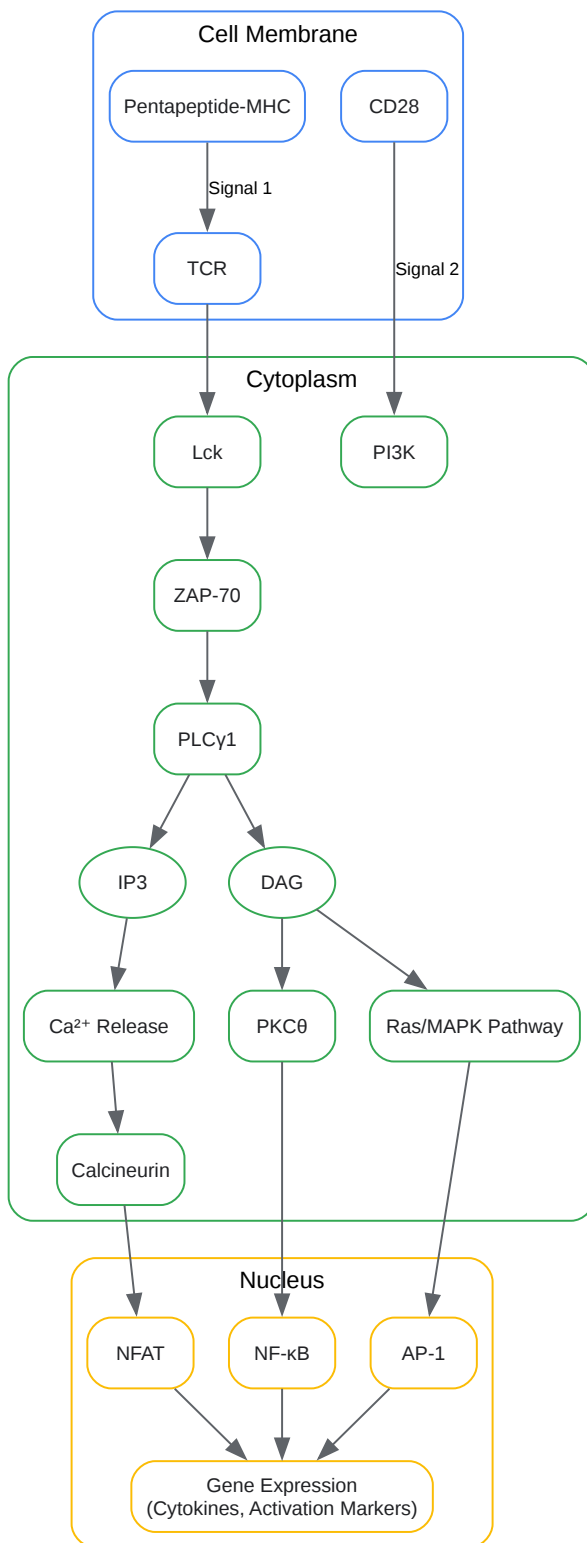 Cell Membrane
Pentapeptide-MHC
CD28
Signal 1
TCR
Signal 2
Cytoplasm
Lck
PI3K
ZAP-70
PLCγ1
IP3
DAG
Ca²⁺ Release
PKCθ
Ras/MAPK Pathway
Calcineurin
Nucleus
NFAT
NF-κB
AP-1
Gene Expression
(Cytokines, Activation Markers)